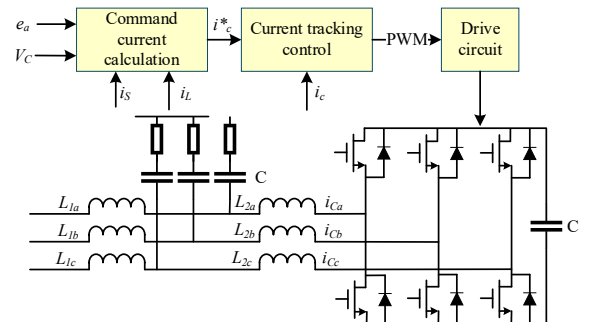 e_a
V_C
Command
current
calculation
i*_c
Current tracking
control
PWM
Drive
circuit
i_S
i_L
i_c
C
L_1a
L_2a
i_Ca
L_1b
L_2b
i_Cb
C
L_1c
L_2c
i_Cc